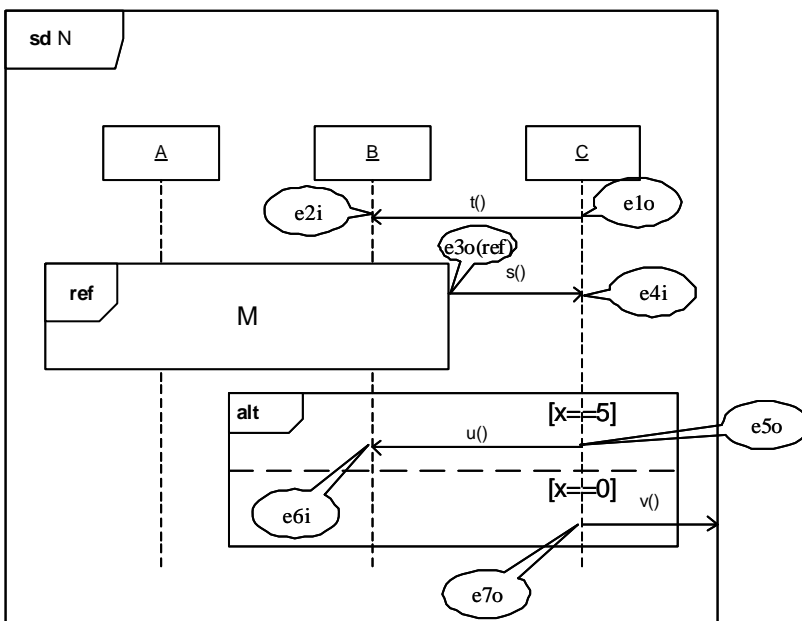 sd N
A
B
C
e2i
t()
e1o
e3o(ref)
ref
M
s()
e4i
alt
[x==5]
u()
e5o
[x==0]
e6i
v()
e7o